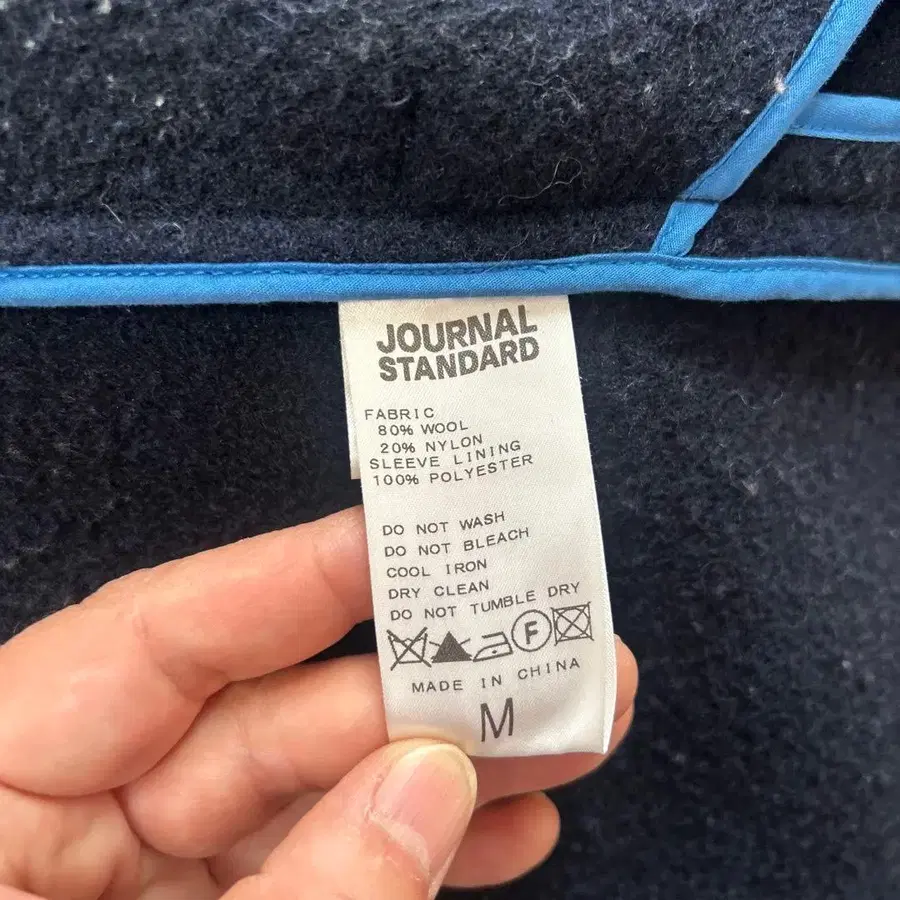 JOURNAL
STANDARD
FABRIC
80% WOOL
20% NYLON
SLEEVE LINING
100% POLYESTER
DO NOT WASH
DO NOT BLEACH
COOL IRON
DRY CLEAN
DO NOT TUMBLE DRY
F
MADE IN CHINA
M